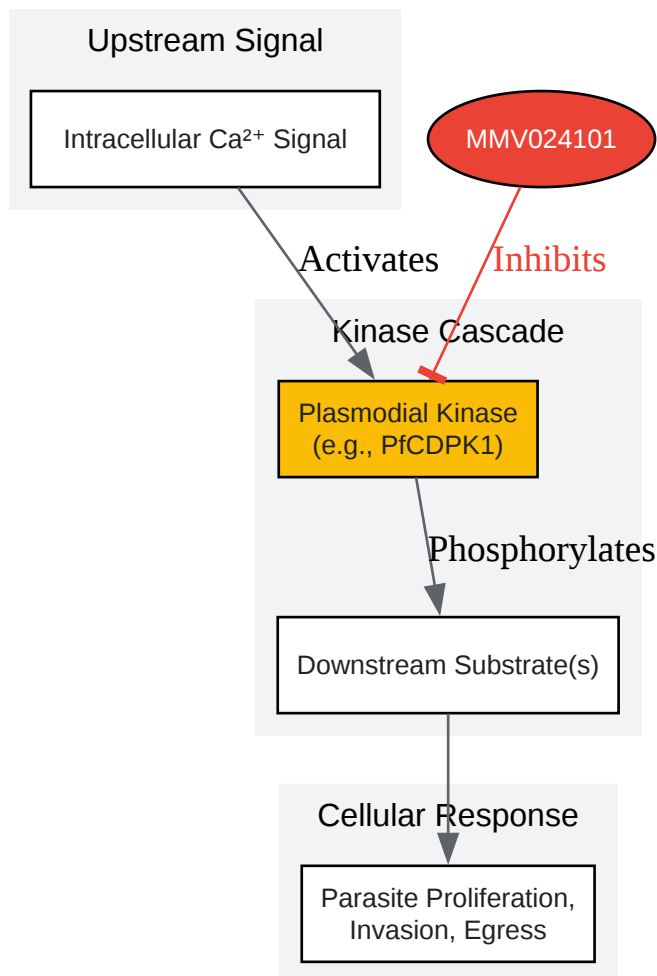 Upstream Signal
Intracellular Ca²⁺ Signal
MMV024101
Activates
Inhibits
Kinase Cascade
Plasmodial Kinase
(e.g., PfCDPK1)
Phosphorylates
Downstream Substrate(s)
Cellular Response
Parasite Proliferation,
Invasion, Egress